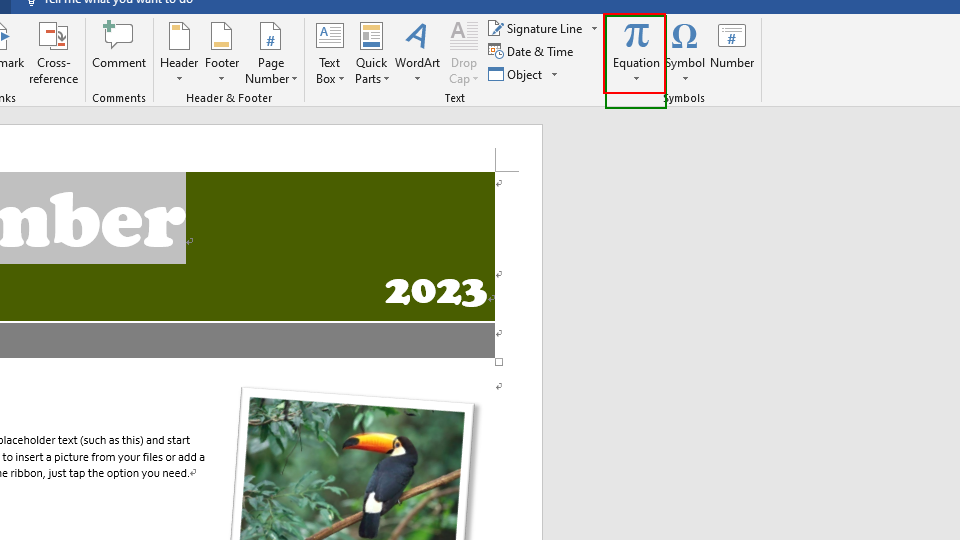 Tell me what you want to do
mark
Cross-
reference
Comment
Header
Footer
Page
Number
Text
Box
Quick
Parts
WordArt
Drop
Cap
Signature Line
Date & Time
Object
π
Equation
Ω
Symbol
#
Number
nks
Comments
Header & Footer
Text
Symbols
mber
2023
placeholder text (such as this) and start
to insert a picture from your files or add a
he ribbon, just tap the option you need.